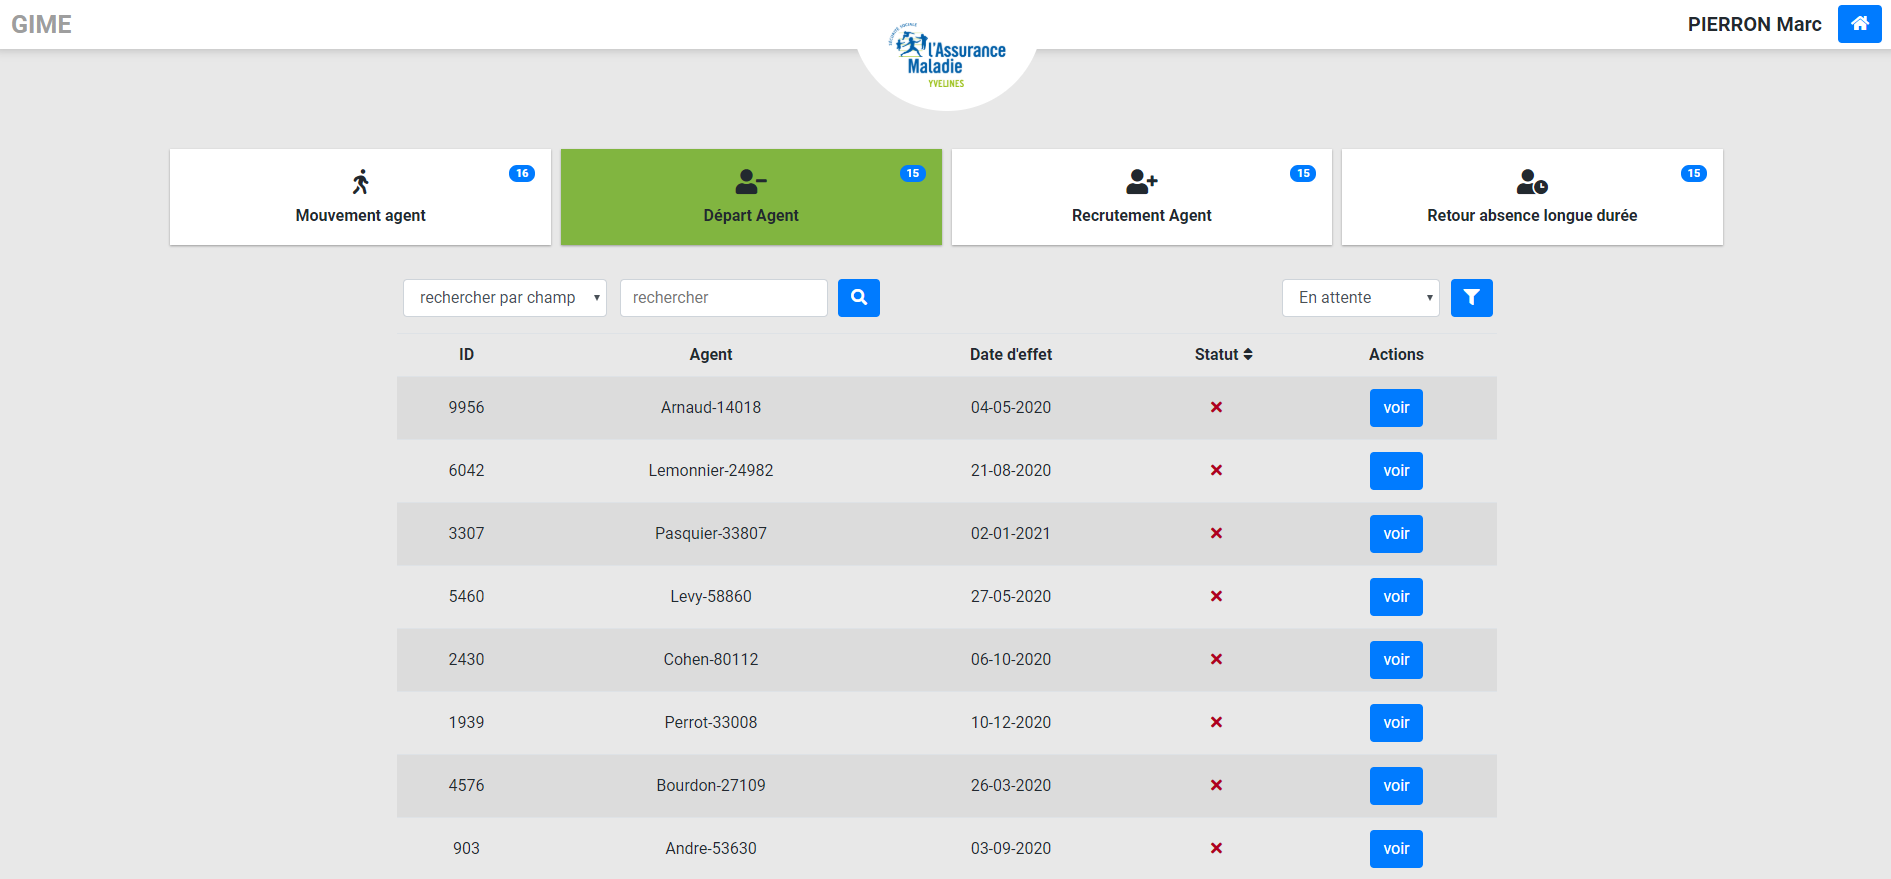 GIME
PIERRON Marc
SÉCURITÉ SOCIALE
l'Assurance
Maladie
YVELINES
16
Mouvement agent
15
Départ Agent
15
Recrutement Agent
15
Retour absence longue durée
rechercher par champ
rechercher
En attente
ID Agent Date d'effet Statut Actions
9956 Arnaud-14018 04-05-2020 voir
6042 Lemonnier-24982 21-08-2020 voir
3307 Pasquier-33807 02-01-2021 voir
5460 Levy-58860 27-05-2020 voir
2430 Cohen-80112 06-10-2020 voir
1939 Perrot-33008 10-12-2020 voir
4576 Bourdon-27109 26-03-2020 voir
903 Andre-53630 03-09-2020 voir